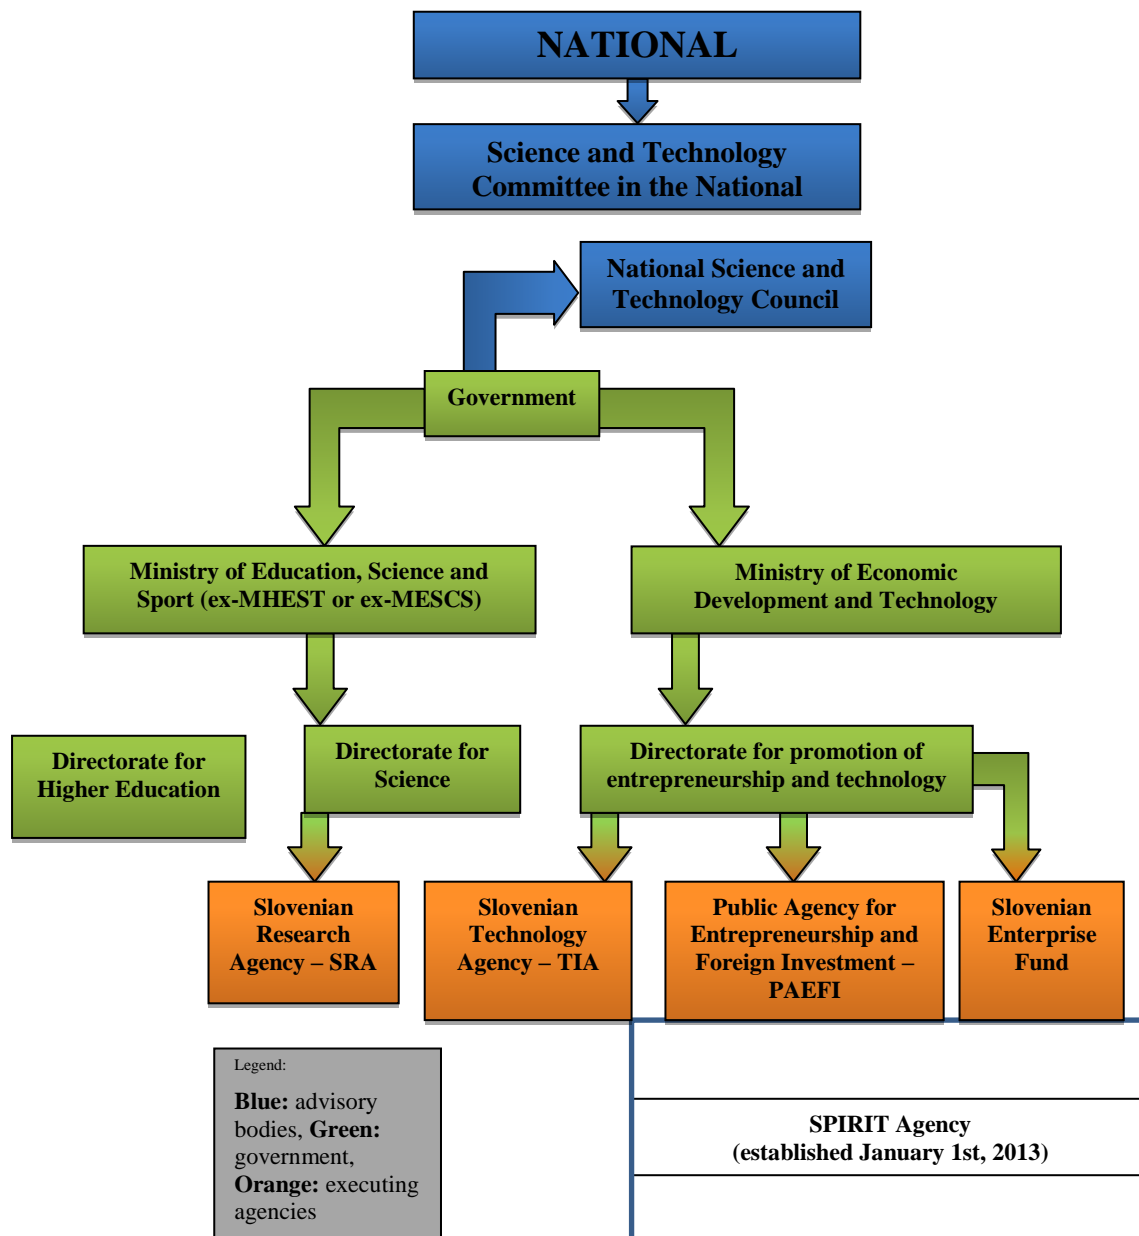 NATIONAL
Science and Technology
Committee in the National
National Science and
Technology Council
Government
Ministry of Education, Science and
Sport (ex-MHEST or ex-MESCS)
Ministry of Economic
Development and Technology
Directorate for
Higher Education
Directorate for
Science
Directorate for promotion of
entrepreneurship and technology
Slovenian
Research
Agency – SRA
Slovenian
Technology
Agency – TIA
Public Agency for
Entrepreneurship and
Foreign Investment –
PAEFI
Slovenian
Enterprise
Fund
Legend:
Blue: advisory
bodies, Green:
government,
Orange: executing
agencies
SPIRIT Agency
(established January 1st, 2013)